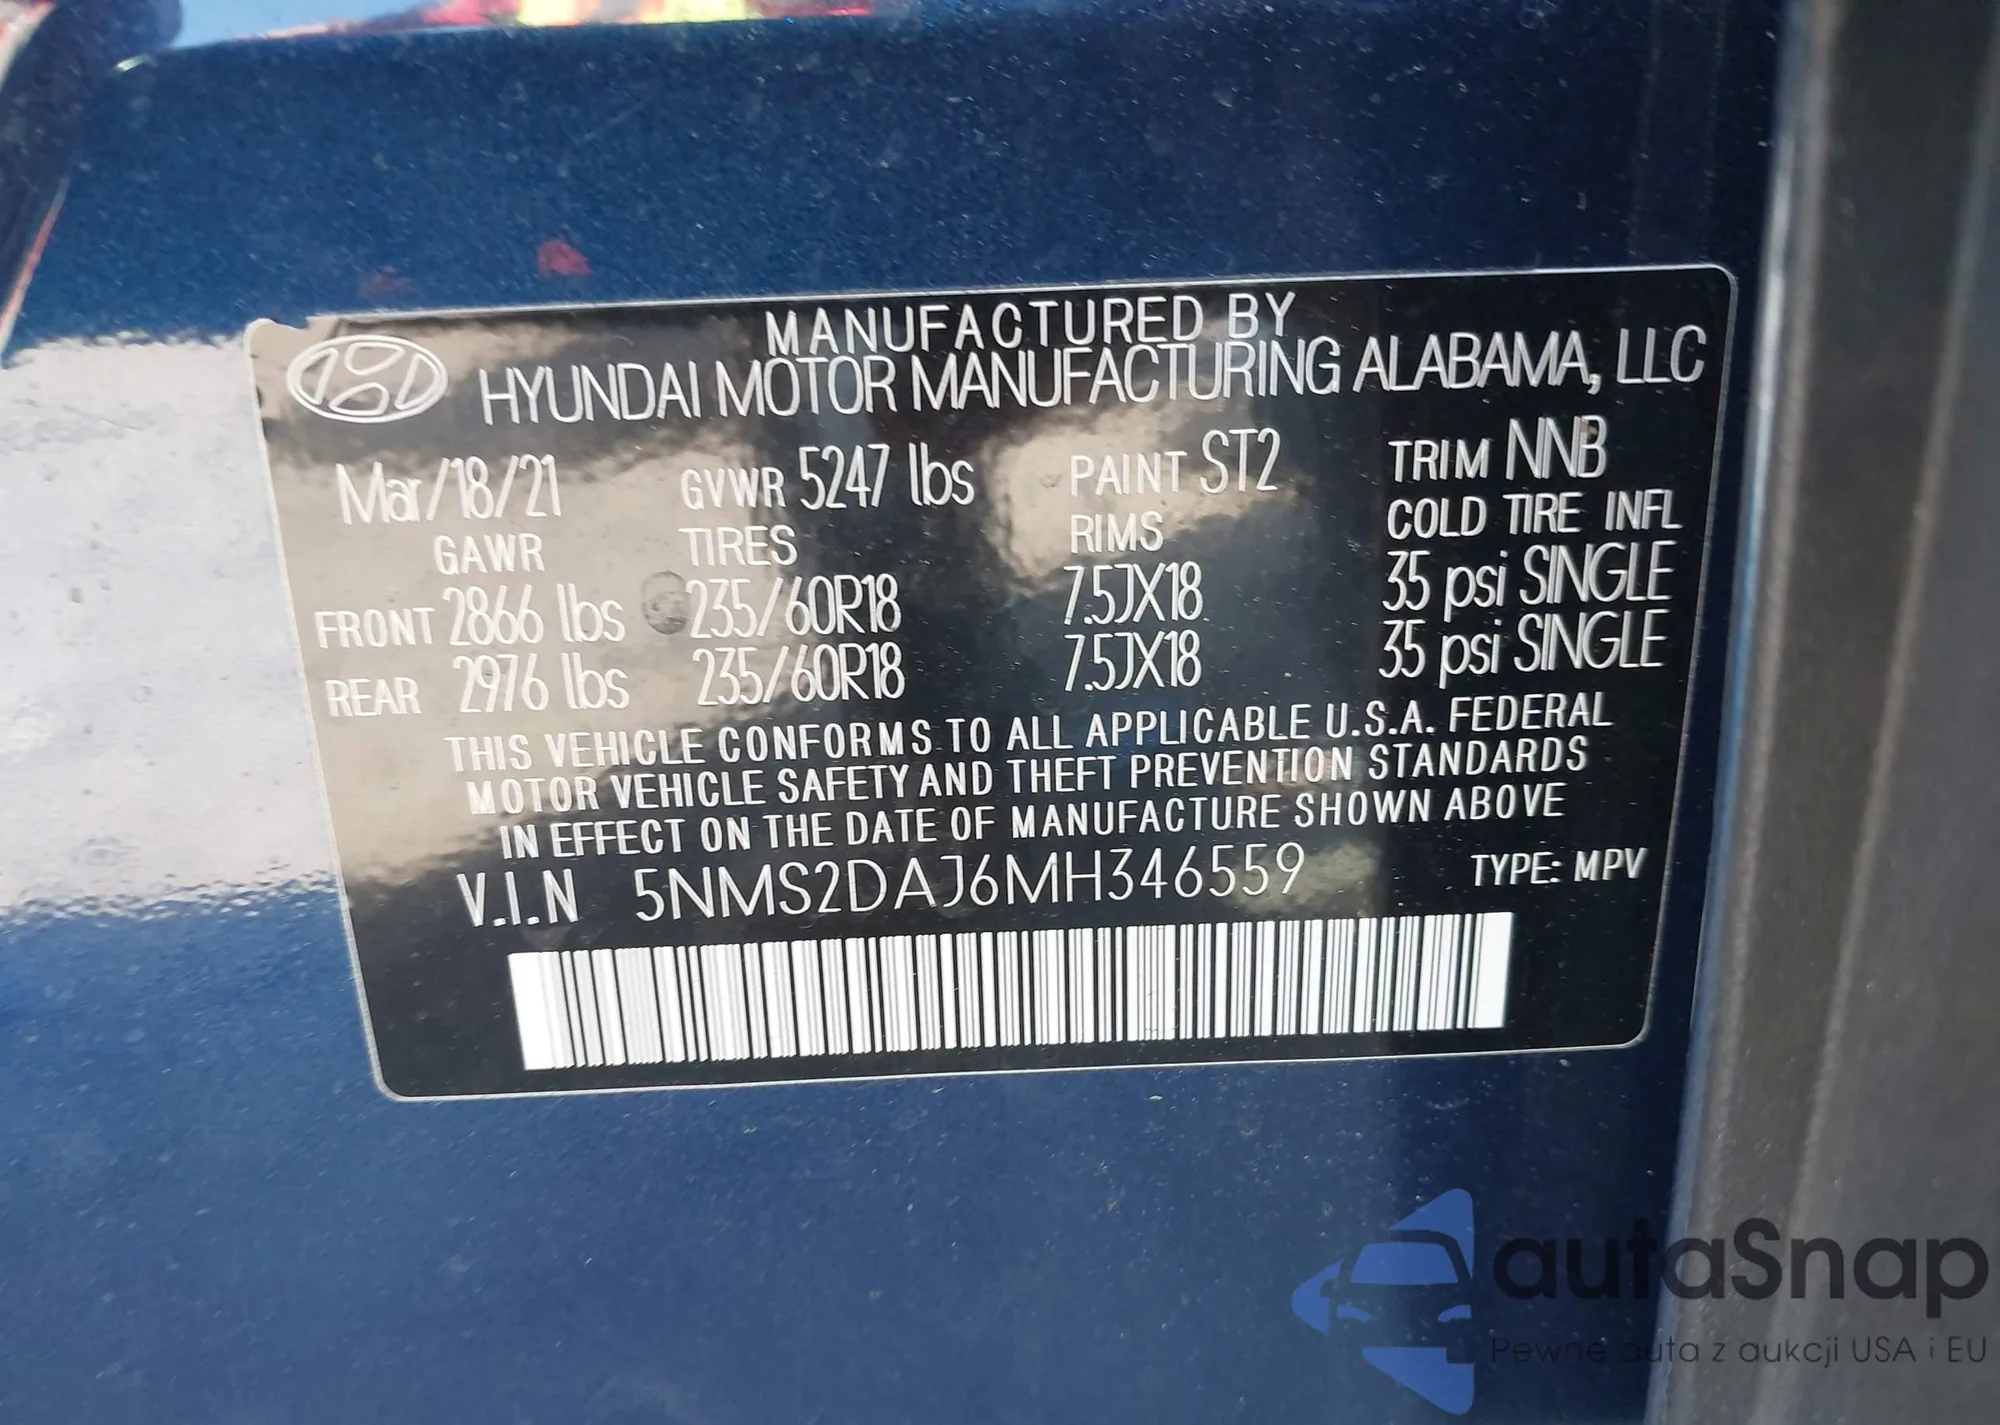 MANUFACTURED BY
HYUNDAI MOTOR MANUFACTURING ALABAMA, LLC
Mar/18/21 GVWR 5247 lbs PAINT ST2 TRIM NNB
GAWR TIRES RIMS COLD TIRE INFL
FRONT 2866 lbs 235/60R18 7.5JX18 35 psi SINGLE
REAR 2976 lbs 235/60R18 7.5JX18 35 psi SINGLE
THIS VEHICLE CONFORMS TO ALL APPLICABLE U.S.A. FEDERAL
MOTOR VEHICLE SAFETY AND THEFT PREVENTION STANDARDS
IN EFFECT ON THE DATE OF MANUFACTURE SHOWN ABOVE
V.I.N 5NMS2DAJ6MH346559 TYPE: MPV
autaSnap
Pewne auta z aukcji USA i EU